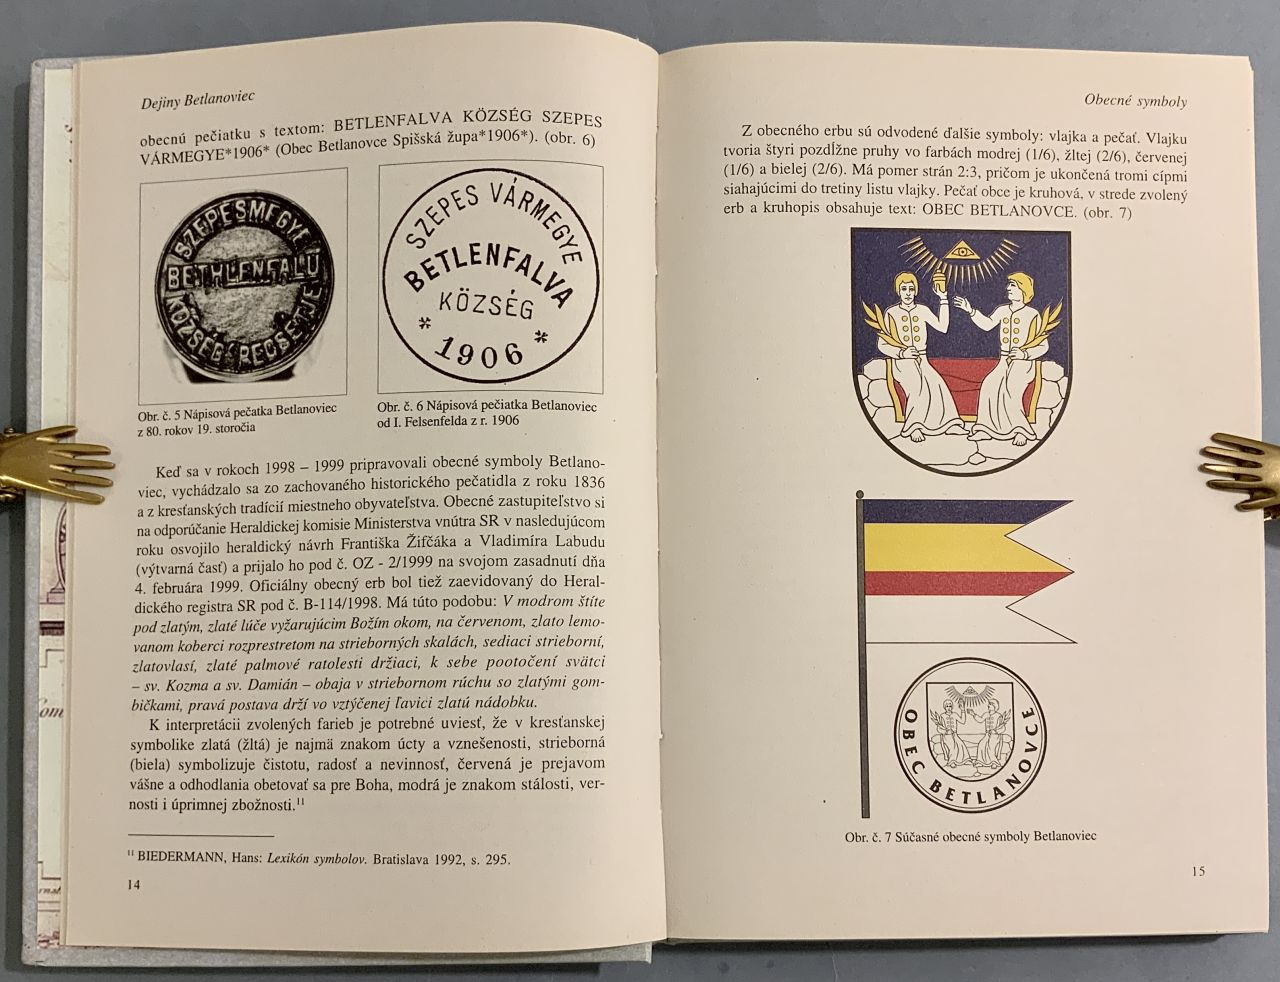 Dejiny Betlanoviec
obecnú pečiatku s textom: BETLENFALVA KÖZSÉG SZEPES
VÁRMEGYE*1906* (Obec Betlanovce Spišská župa*1906*). (obr. 6)
SZEPESMEGYE
BETHLENFALU
KÖZSÉG PECSÉTJE
SZEPES VÁRMEGYE
BETLENFALVA
KÖZSÉG
* 1906 *
Obr. č. 5 Nápisová pečatka Betlanoviec
z 80. rokov 19. storočia
Obr. č. 6 Nápisová pečiatka Betlanoviec
od I. Felsenfelda z r. 1906
Keď sa v rokoch 1998 – 1999 pripravovali obecné symboly Betlano-
viec, vychádzalo sa zo zachovaného historického pečatidla z roku 1836
a z kresťanských tradícií miestneho obyvateľstva. Obecné zastupiteľstvo si
na odporúčanie Heraldickej komisie Ministerstva vnútra SR v nasledujúcom
roku osvojilo heraldický návrh Františka Žifčáka a Vladimíra Labudu
(výtvarná časť) a prijalo ho pod č. OZ - 2/1999 na svojom zasadnutí dňa
4. februára 1999. Oficiálny obecný erb bol tiež zaevidovaný do Heral-
dického registra SR pod č. B-114/1998. Má túto podobu: V modrom štíte
pod zlatým, zlaté lúče vyžarujúcim Božím okom, na červenom, zlato lemo-
vanom koberci rozprestretom na strieborných skalách, sediaci strieborní,
zlatovlasí, zlaté palmové ratolesti držiaci, k sebe pootočení svätci
– sv. Kozma a sv. Damián – obaja v striebornom rúchu so zlatými gom-
bičkami, pravá postava drží vo vztýčenej ľavici zlatú nádobku.
K interpretácii zvolených farieb je potrebné uviesť, že v kresťanskej
symbolike zlatá (žltá) je najmä znakom úcty a vznešenosti, strieborná
(biela) symbolizuje čistotu, radosť a nevinnosť, červená je prejavom
vášne a odhodlania obetovať sa pre Boha, modrá je znakom stálosti, ver-
nosti i úprimnej zbožnosti.¹¹
¹¹ BIEDERMANN, Hans: Lexikón symbolov. Bratislava 1992, s. 295.
14
Obecné symboly
Z obecného erbu sú odvodené ďalšie symboly: vlajka a pečať. Vlajku
tvoria štyri pozdĺžne pruhy vo farbách modrej (1/6), žltej (2/6), červenej
(1/6) a bielej (2/6). Má pomer strán 2:3, pričom je ukončená tromi cípmi
siahajúcimi do tretiny listu vlajky. Pečať obce je kruhová, v strede zvolený
erb a kruhopis obsahuje text: OBEC BETLANOVCE. (obr. 7)
OBEC BETLANOVCE
Obr. č. 7 Súčasné obecné symboly Betlanoviec
15